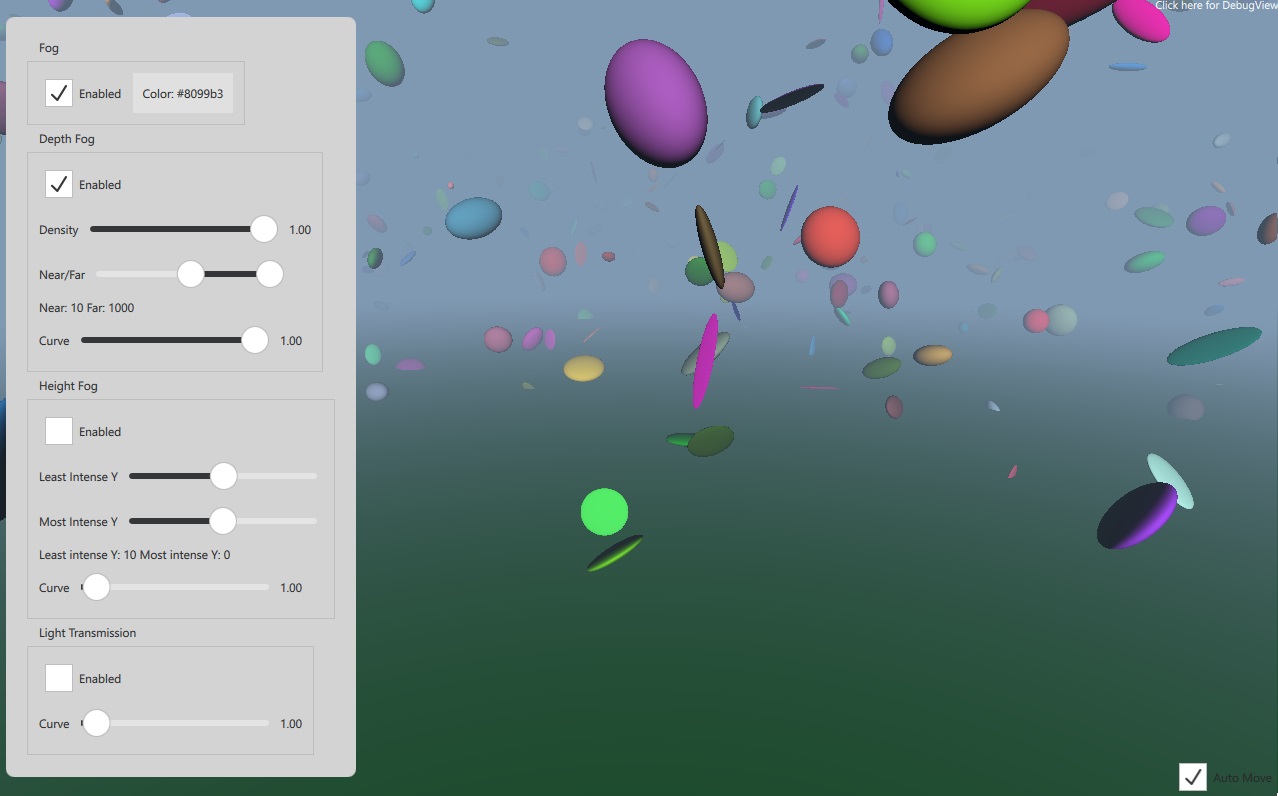 Click here for DebugView
Fog
Enabled
Color: #8099b3
Depth Fog
Enabled
Density 1.00
Near/Far
Near: 10 Far: 1000
Curve 1.00
Height Fog
Enabled
Least Intense Y
Most Intense Y
Least intense Y: 10 Most intense Y: 0
Curve 1.00
Light Transmission
Enabled
Curve 1.00
Auto Move